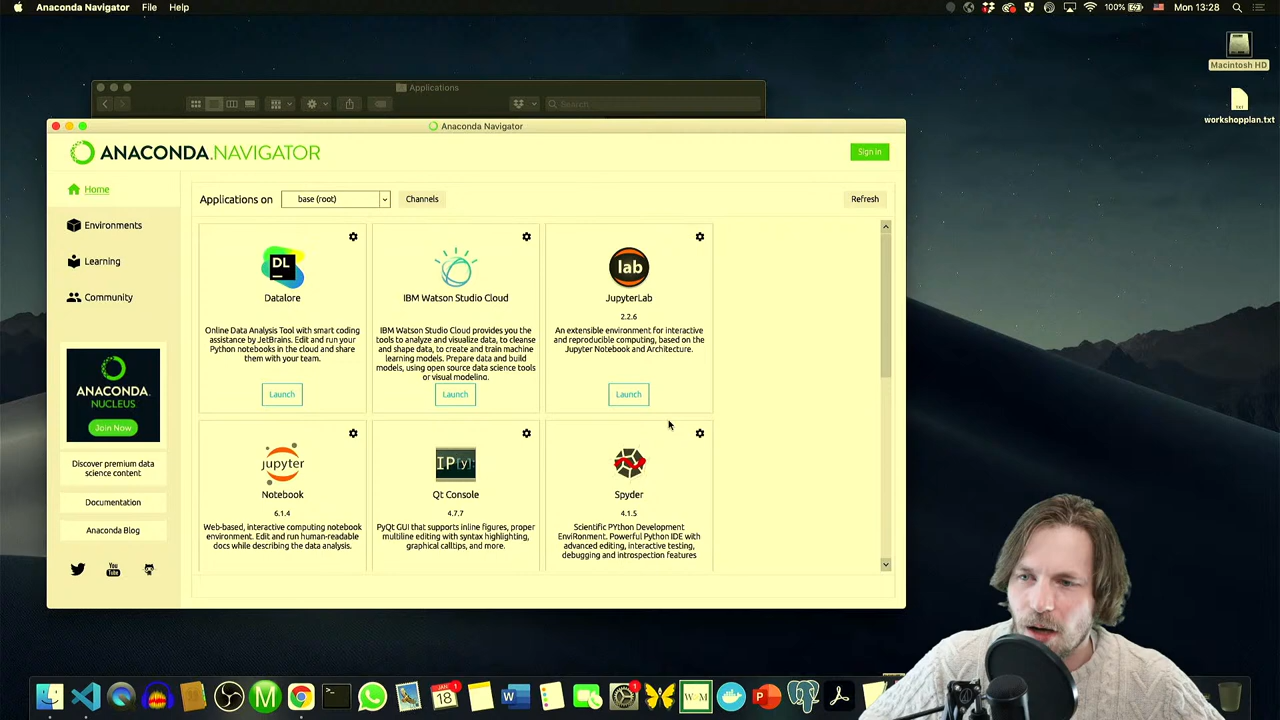 Anaconda Navigator File Help 100% Mon 13:28
Macintosh HD
workshopplan.txt
Applications
Search
Anaconda Navigator
ANACONDA.NAVIGATOR
Sign in
Home
Environments
Learning
Community
ANACONDA.
NUCLEUS
Join Now
Discover premium data
science content
Documentation
Anaconda Blog
You
Tube
Applications on base (root) Channels Refresh
DL
Datalore
Online Data Analysis Tool with smart coding
assistance by JetBrains. Edit and run your
Python notebooks in the cloud and share
them with your team.
Launch
IBM Watson Studio Cloud
IBM Watson Studio Cloud provides you the
tools to analyze and visualize data, to cleanse
and shape data, to create and train machine
learning models. Prepare data and build
models, using open source data science tools
or visual modeling.
Launch
lab
JupyterLab
2.2.6
An extensible environment for interactive
and reproducible computing, based on the
Jupyter Notebook and Architecture.
Launch
jupyter
Notebook
6.1.4
Web-based, interactive computing notebook
environment. Edit and run human-readable
docs while describing the data analysis.
IP[y]:
Qt Console
4.7.7
PyQt GUI that supports inline figures, proper
multiline editing with syntax highlighting,
graphical calltips, and more.
Spyder
4.1.5
Scientific PYthon Development
EnviRonment. Powerful Python IDE with
advanced editing, interactive testing,
debugging and introspection features
M
18
1
W
1
P